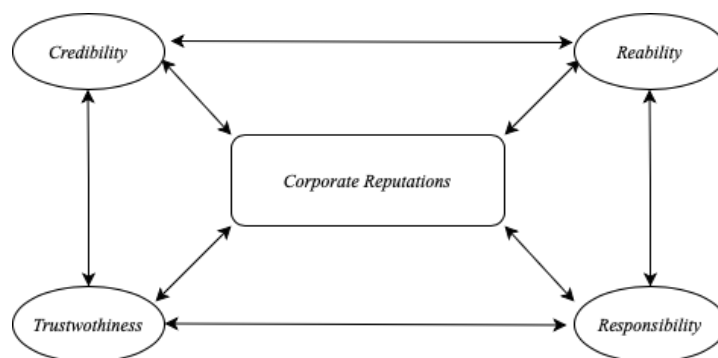 Credibility
Reability
Corporate Reputations
Trustwothiness
Responsibility